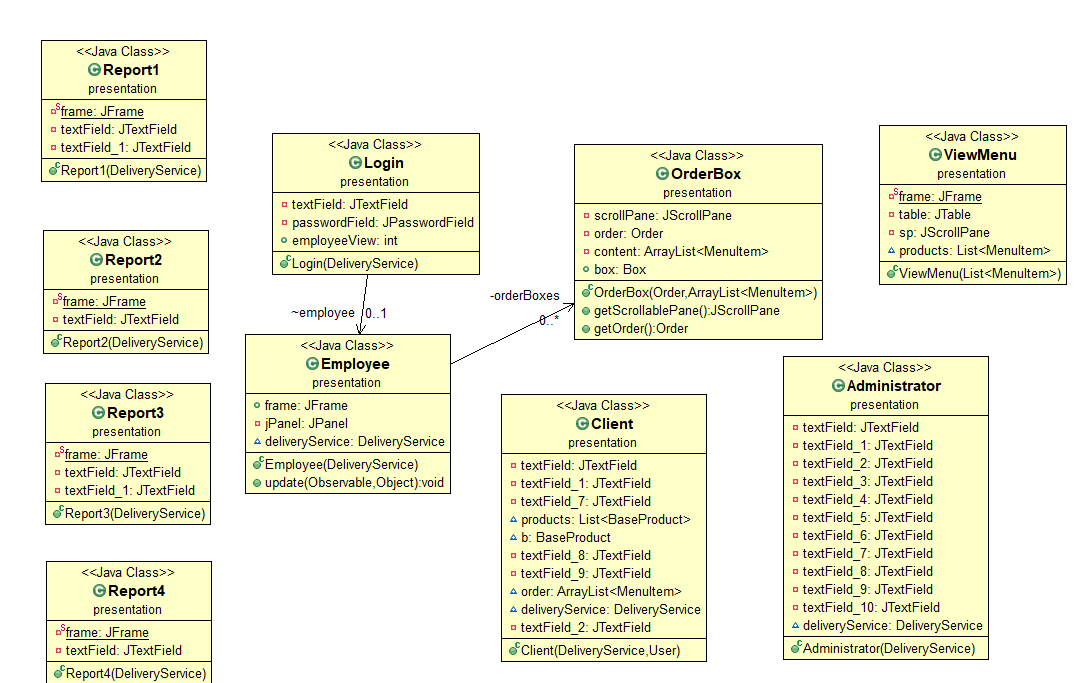 <<Java Class>>
Report1
presentation
frame: JFrame
textField: JTextField
textField_1: JTextField
Report1(DeliveryService)
<<Java Class>>
Report2
presentation
frame: JFrame
textField: JTextField
Report2(DeliveryService)
<<Java Class>>
Report3
presentation
frame: JFrame
textField: JTextField
textField_1: JTextField
Report3(DeliveryService)
<<Java Class>>
Report4
presentation
frame: JFrame
textField: JTextField
Report4(DeliveryService)
<<Java Class>>
Login
presentation
textField: JTextField
passwordField: JPasswordField
employeeView: int
Login(DeliveryService)
~employee
0..1
<<Java Class>>
Employee
presentation
frame: JFrame
jPanel: JPanel
deliveryService: DeliveryService
Employee(DeliveryService)
update(Observable,Object):void
-orderBoxes
0..*
<<Java Class>>
OrderBox
presentation
scrollPane: JScrollPane
order: Order
content: ArrayList<MenuItem>
box: Box
OrderBox(Order,ArrayList<MenuItem>)
getScrollablePane():JScrollPane
getOrder():Order
<<Java Class>>
Client
presentation
textField: JTextField
textField_1: JTextField
textField_7: JTextField
products: List<BaseProduct>
b: BaseProduct
textField_8: JTextField
textField_9: JTextField
order: ArrayList<MenuItem>
deliveryService: DeliveryService
textField_2: JTextField
Client(DeliveryService,User)
<<Java Class>>
ViewMenu
presentation
frame: JFrame
table: JTable
sp: JScrollPane
products: List<MenuItem>
ViewMenu(List<MenuItem>)
<<Java Class>>
Administrator
presentation
textField: JTextField
textField_1: JTextField
textField_2: JTextField
textField_3: JTextField
textField_4: JTextField
textField_5: JTextField
textField_6: JTextField
textField_7: JTextField
textField_8: JTextField
textField_9: JTextField
textField_10: JTextField
deliveryService: DeliveryService
Administrator(DeliveryService)